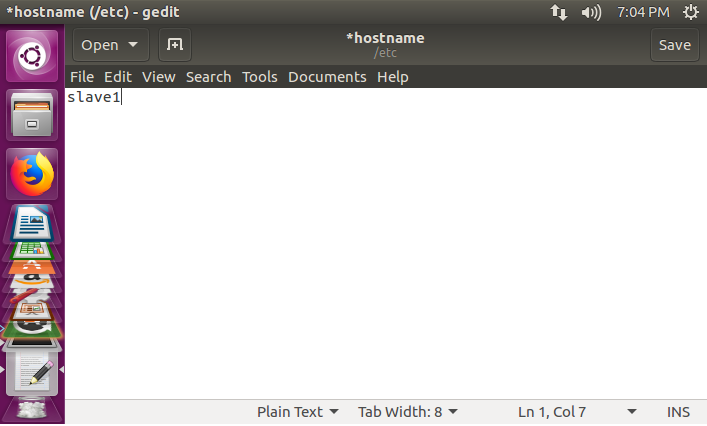 *hostname (/etc) - gedit
7:04 PM
Open
*hostname
/etc
Save
File Edit View Search Tools Documents Help
slave1
Plain Text Tab Width: 8 Ln 1, Col 7 INS